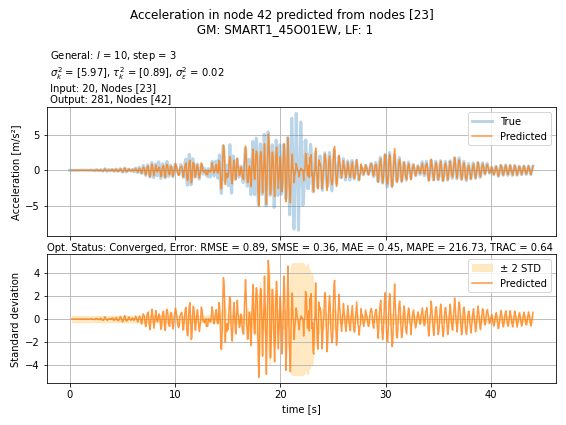 Acceleration in node 42 predicted from nodes [23]
GM: SMART1_45O01EW, LF: 1
General: l = 10, step = 3
σ²ₖ = [5.97], τ²ₖ = [0.89], σ²ε = 0.02
Input: 20, Nodes [23]
Output: 281, Nodes [42]
True
Predicted
Acceleration [m/s²]
5
0
−5
Opt. Status: Converged, Error: RMSE = 0.89, SMSE = 0.36, MAE = 0.45, MAPE = 216.73, TRAC = 0.64
± 2 STD
Predicted
Standard deviation
4
2
0
−2
−4
0 10 20 30 40
time [s]